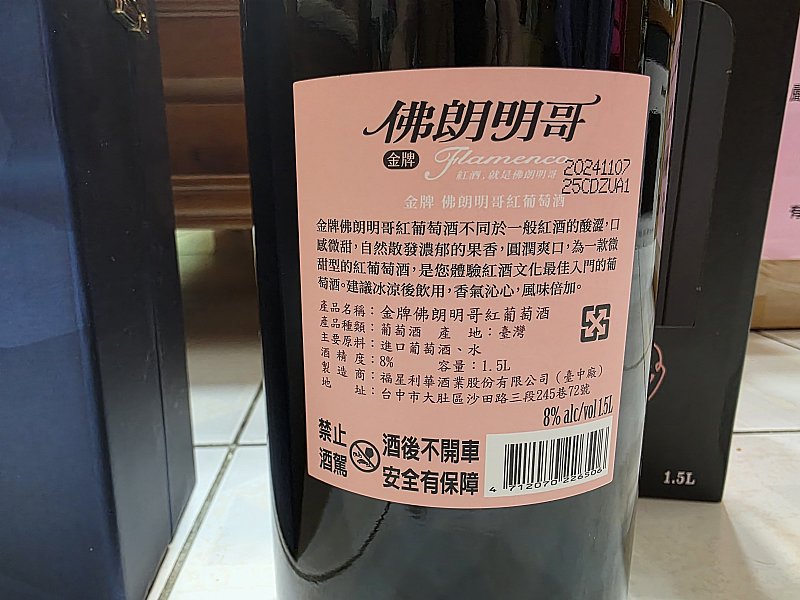 佛朗明哥
金牌 Flamenco
紅酒,就是佛朗明哥
20241107
25CDZUA1
金牌 佛朗明哥紅葡萄酒
金牌佛朗明哥紅葡萄酒不同於一般紅酒的酸澀,口
感微甜,自然散發濃郁的果香,圓潤爽口,為一款微
甜型的紅葡萄酒,是您體驗紅酒文化最佳入門的葡
萄酒。建議冰涼後飲用,香氣沁心,風味倍加。
產品名稱:金牌佛朗明哥紅葡萄酒
產品種類:葡萄酒 產 地:臺灣
主要原料:進口葡萄酒、水
酒 精 度:8% 容量:1.5L
製 造 商:福星利華酒業股份有限公司(臺中廠)
地 址:台中市大肚區沙田路三段245巷72號
8% alc/vol 1.5L
禁止
酒駕
酒後不開車
安全有保障
4 712070 226506
1.5L
有